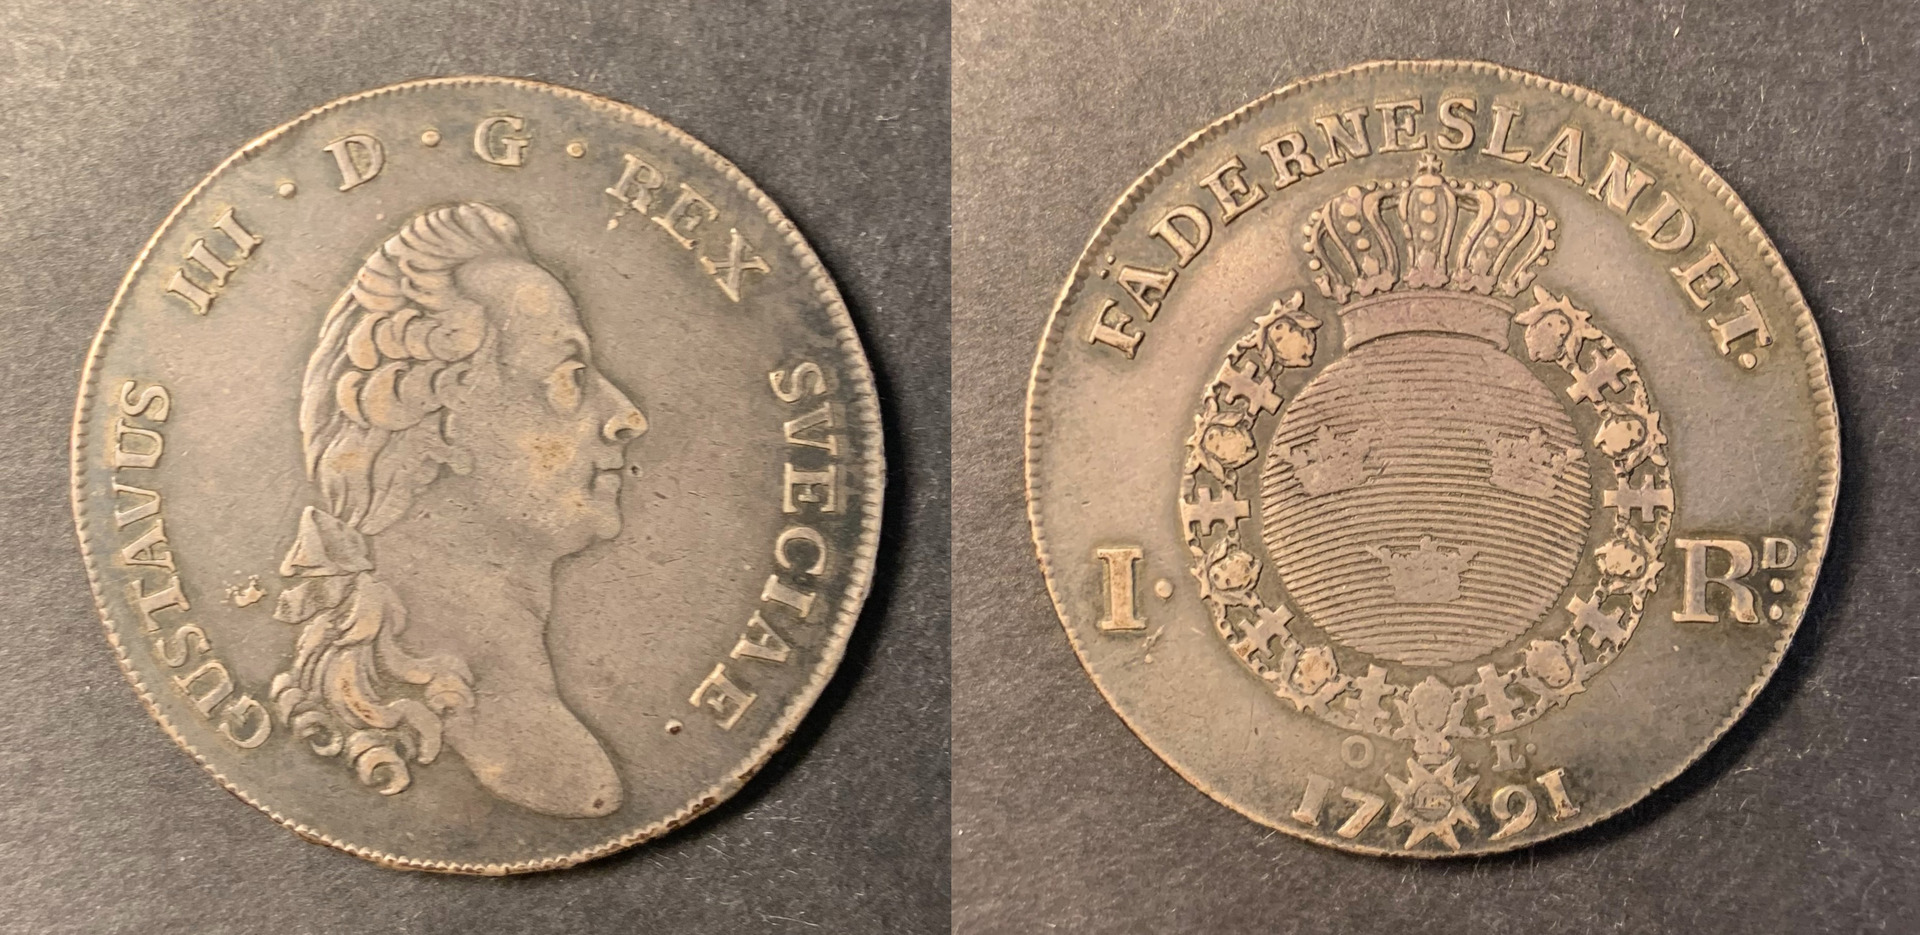 GUSTAVUS III · D · G · REX SVECIAE ·
FÄDERNESLANDET.
I · R D:
O L·
17 91